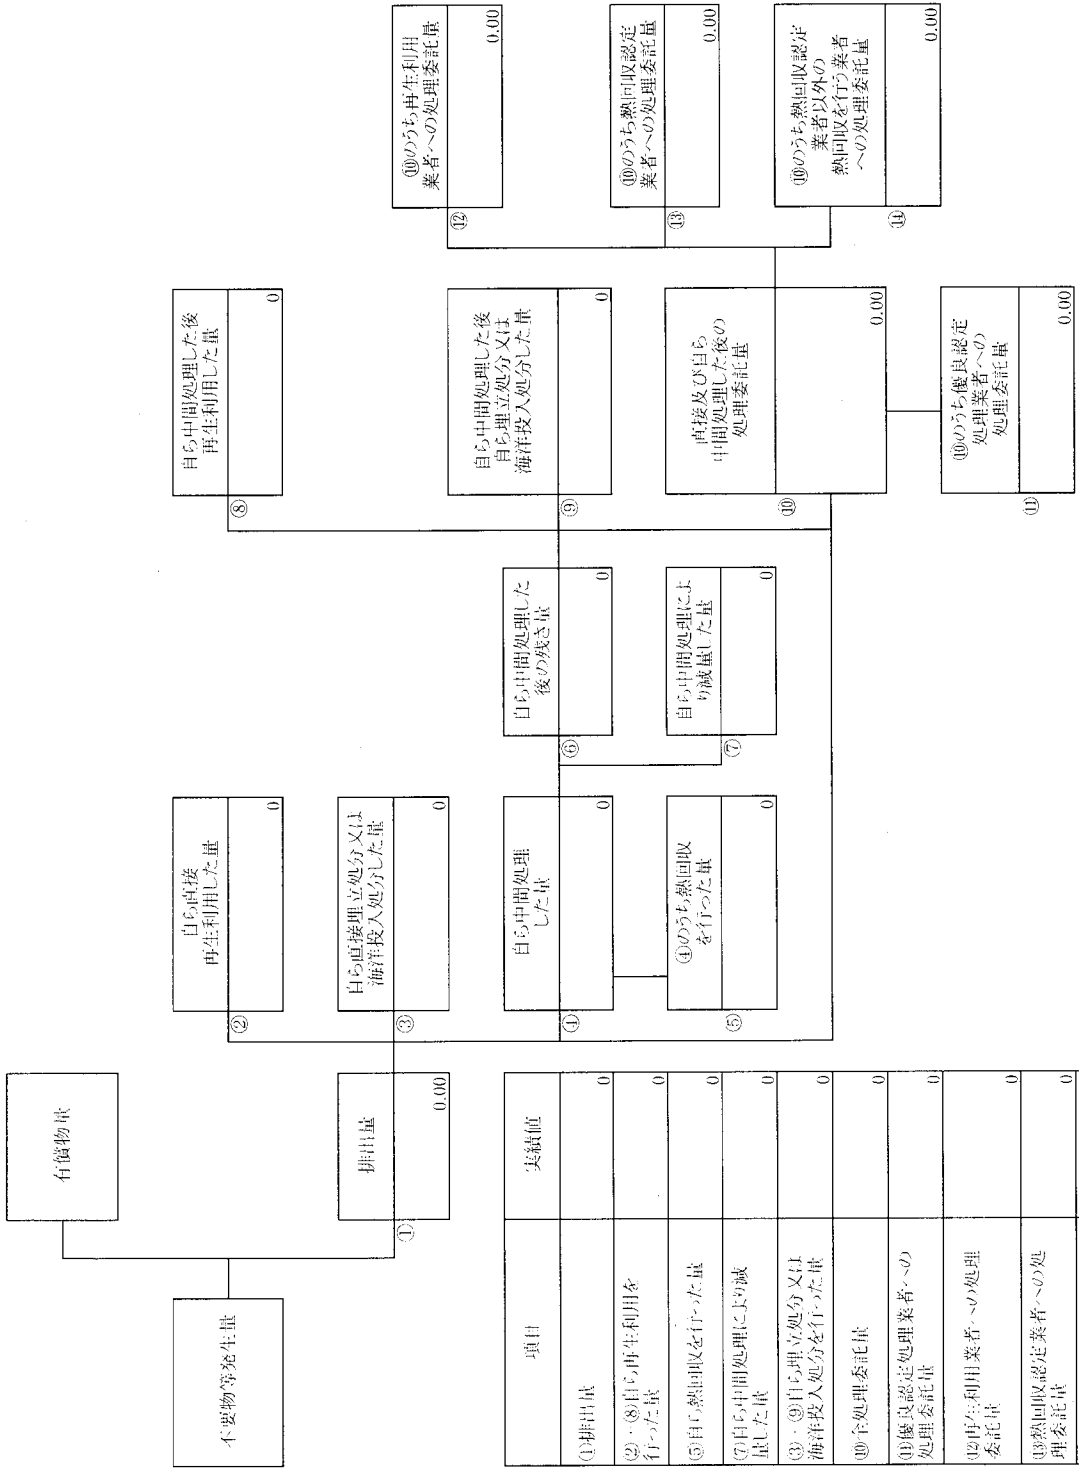 不要物等発生量
有償物量
①
排出量
0.00
②
自ら直接
再生利用した量
0
③
自ら直接埋立処分又は
海洋投入処分した量
0
④
自ら中間処理
した量
0
⑤
④のうち熱回収
を行った量
0
⑥
自ら中間処理した
後の残さ量
0
⑦
自ら中間処理によ
り減量した量
0
⑧
自ら中間処理した後
再生利用した量
0
⑨
自ら中間処理した後
自ら埋立処分又は
海洋投入処分した量
0
⑩
直接及び自ら
中間処理した後の
処理委託量
0.00
⑪
⑩のうち優良認定
処理業者への
処理委託量
0.00
⑫
⑩のうち再生利用
業者への処理委託量
0.00
⑬
⑩のうち熱回収認定
業者への処理委託量
0.00
⑭
⑩のうち熱回収認定
業者以外の
熱回収を行う業者
への処理委託量
0.00
項目 実績値
①排出量 0
②・⑧自ら再生利用を
行った量 0
⑤自ら熱回収を行った量 0
⑦自ら中間処理により減
量した量 0
③・⑨自ら埋立処分又は
海洋投入処分を行った量 0
⑩全処理委託量 0
⑪優良認定処理業者への
処理委託量 0
⑫再生利用業者への処理
委託量 0
⑬熱回収認定業者への処
理委託量 0